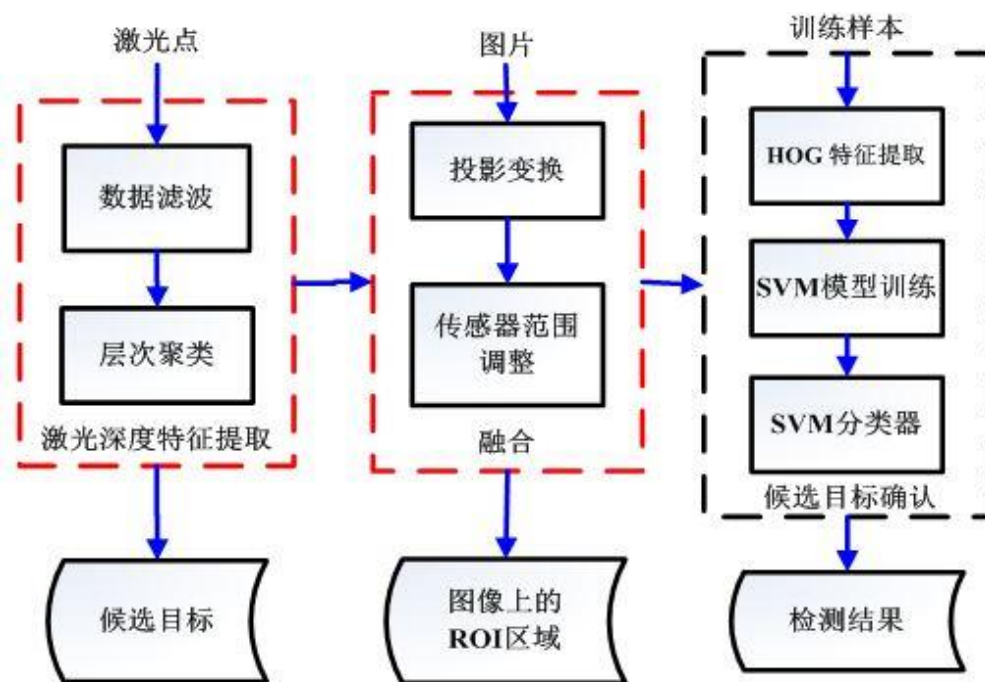 激光点
数据滤波
层次聚类
激光深度特征提取
候选目标
图片
投影变换
传感器范围
调整
融合
图像上的
ROI区域
训练样本
HOG 特征提取
SVM模型训练
SVM分类器
候选目标确认
检测结果